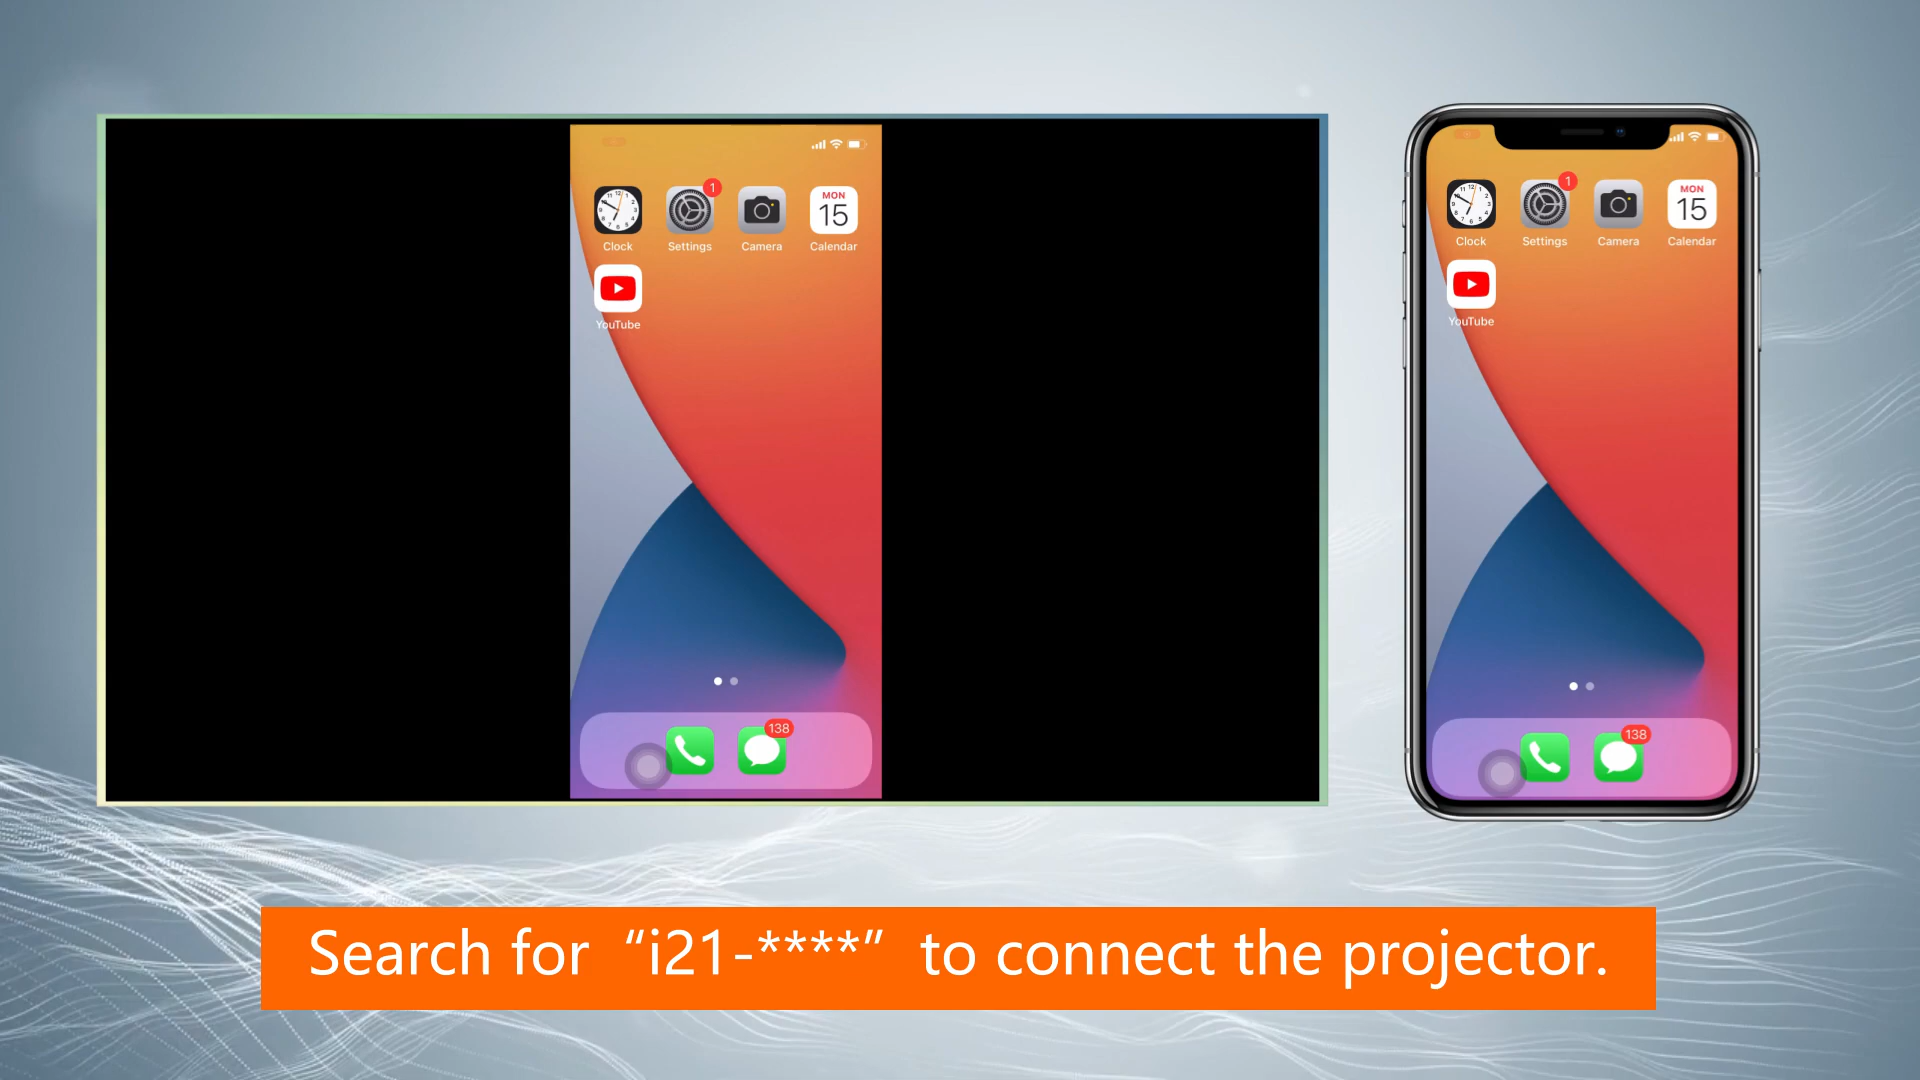 1
MON
15
Clock Settings Camera Calendar
YouTube
138
1
MON
15
Clock Settings Camera Calendar
YouTube
138
Search for “i21-****” to connect the projector.